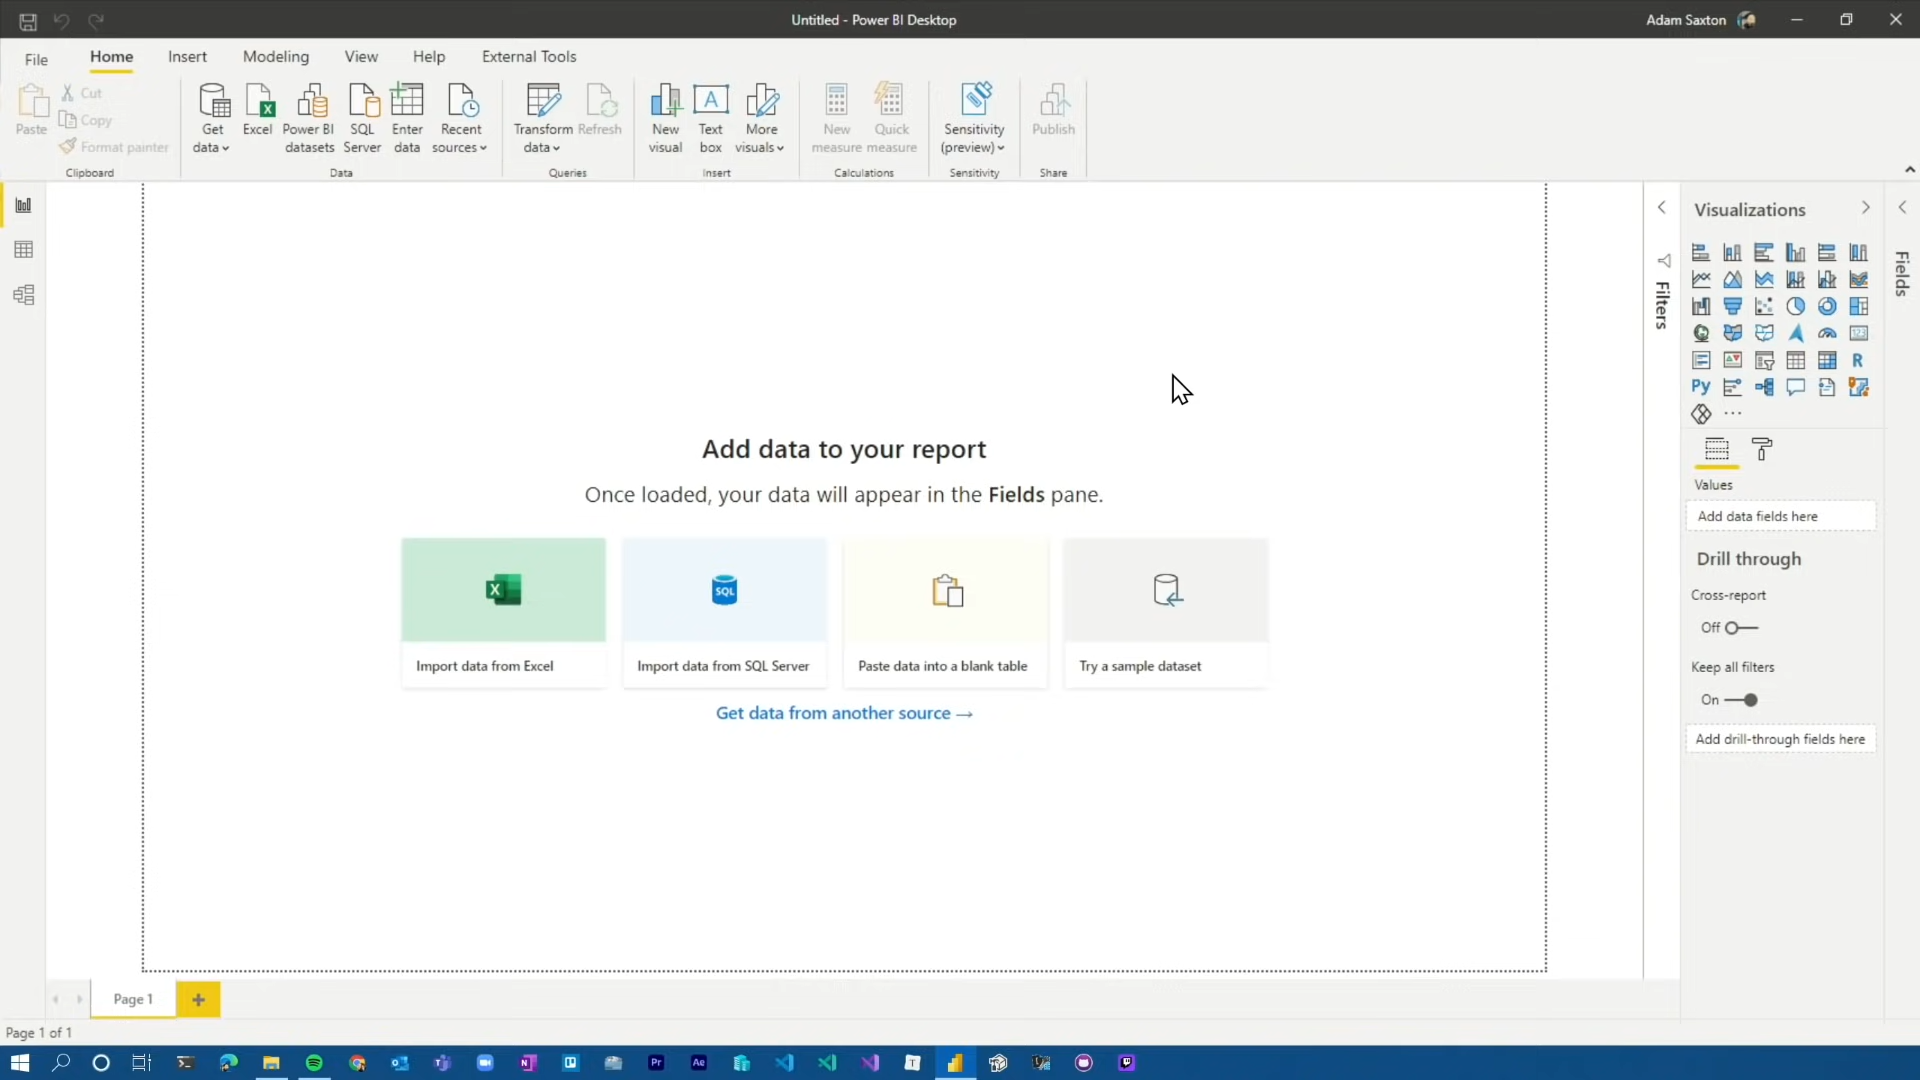 Untitled - Power BI Desktop
Adam Saxton
File
Home
Insert
Modeling
View
Help
External Tools
Paste
Cut
Copy
Format painter
Get data
Excel
Power BI datasets
SQL Server
Enter data
Recent sources
Transform data
Refresh
New visual
Text box
More visuals
New measure
Quick measure
Sensitivity (preview)
Publish
Clipboard
Data
Queries
Insert
Calculations
Sensitivity
Share
Visualizations
Filters
Fields
123
R
Py
Add data to your report
Once loaded, your data will appear in the Fields pane.
X
SQL
Import data from Excel
Import data from SQL Server
Paste data into a blank table
Try a sample dataset
Get data from another source →
Values
Add data fields here
Drill through
Cross-report
Off
Keep all filters
On
Add drill-through fields here
Page 1
Page 1 of 1
Pr
Ae